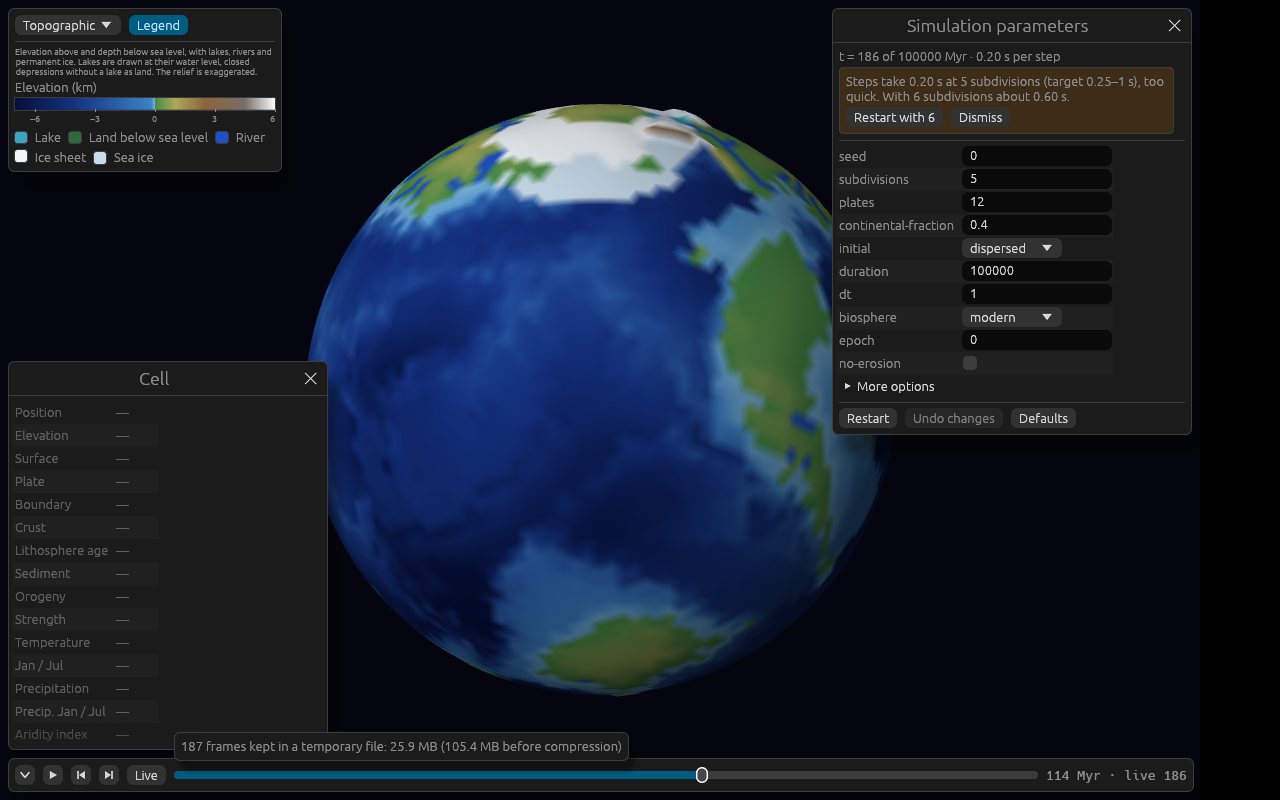 Topographic
Legend
Elevation above and depth below sea level, with lakes, rivers and
permanent ice. Lakes are drawn at their water level, closed
depressions without a lake as land. The relief is exaggerated.
Elevation (km)
−6 −3 0 3 6
Lake Land below sea level River
Ice sheet Sea ice
Simulation parameters
t = 186 of 100000 Myr · 0.20 s per step
Steps take 0.20 s at 5 subdivisions (target 0.25–1 s), too
quick. With 6 subdivisions about 0.60 s.
Restart with 6 Dismiss
seed 0
subdivisions 5
plates 12
continental-fraction 0.4
initial dispersed
duration 100000
dt 1
biosphere modern
epoch 0
no-erosion
More options
Restart Undo changes Defaults
Cell
Position —
Elevation —
Surface —
Plate —
Boundary —
Crust —
Lithosphere age —
Sediment —
Orogeny —
Strength —
Temperature —
Jan / Jul —
Precipitation —
Precip. Jan / Jul —
Aridity index —
187 frames kept in a temporary file: 25.9 MB (105.4 MB before compression)
Live
114 Myr · live 186